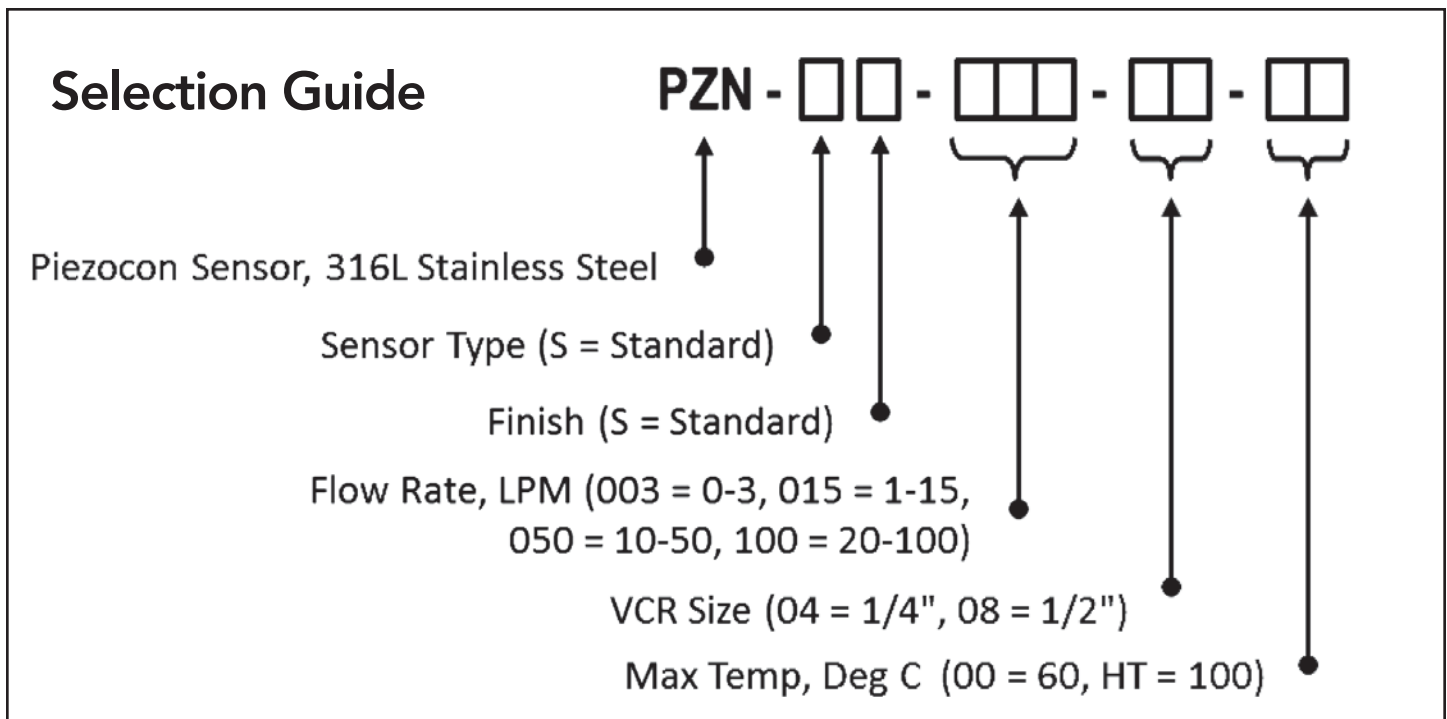 Selection Guide
PZN - □□ - □□□ - □□ - □□
Piezocon Sensor, 316L Stainless Steel
Sensor Type (S = Standard)
Finish (S = Standard)
Flow Rate, LPM (003 = 0-3, 015 = 1-15,
050 = 10-50, 100 = 20-100)
VCR Size (04 = 1/4", 08 = 1/2")
Max Temp, Deg C (00 = 60, HT = 100)